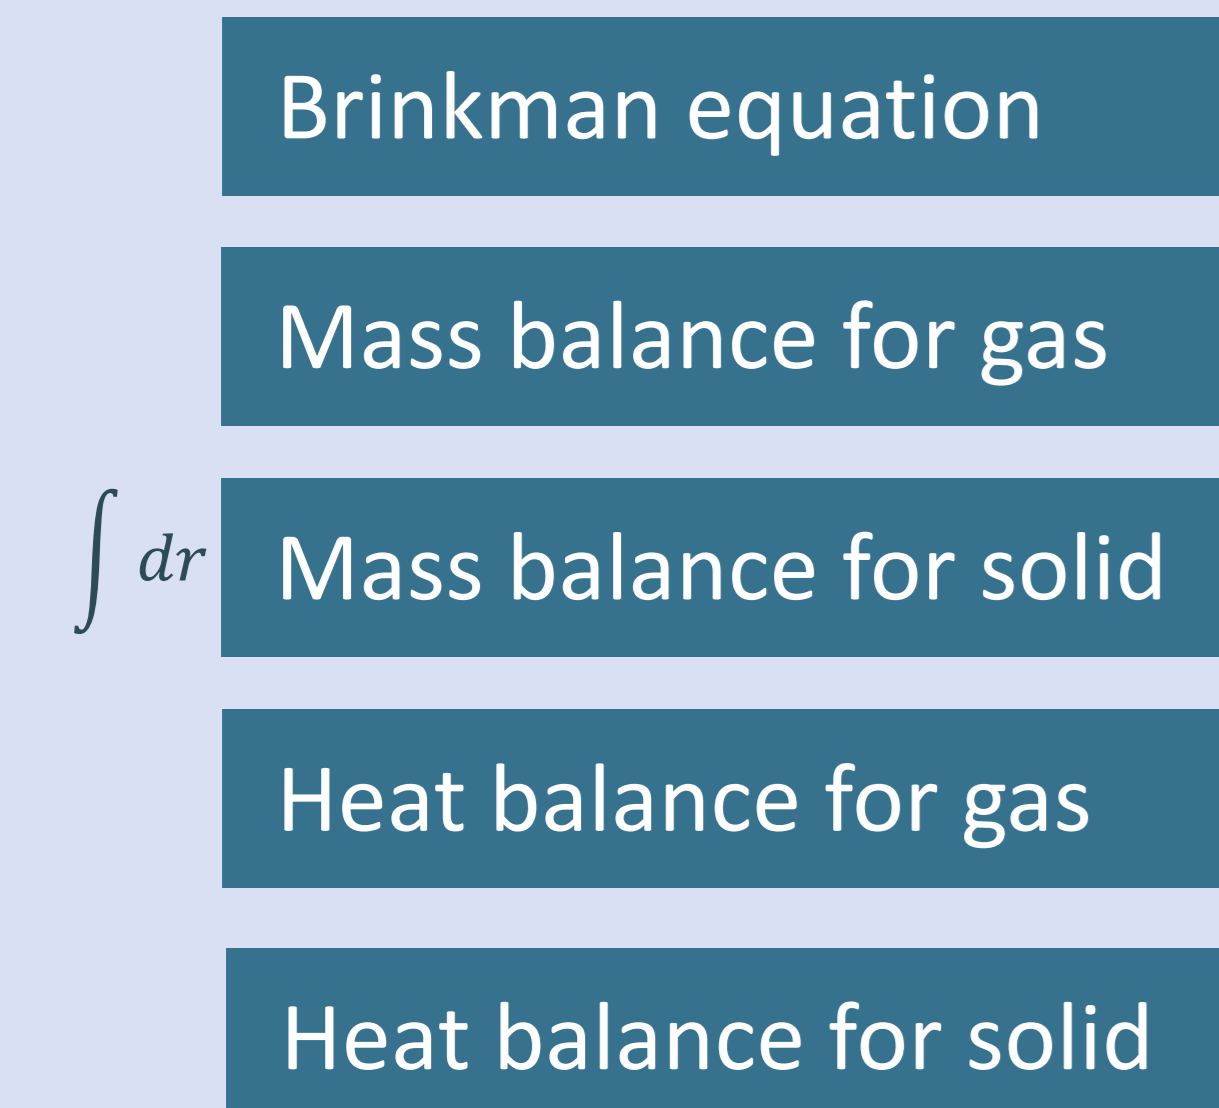 Brinkman equation
Mass balance for gas
∫ dr Mass balance for solid
Heat balance for gas
Heat balance for solid